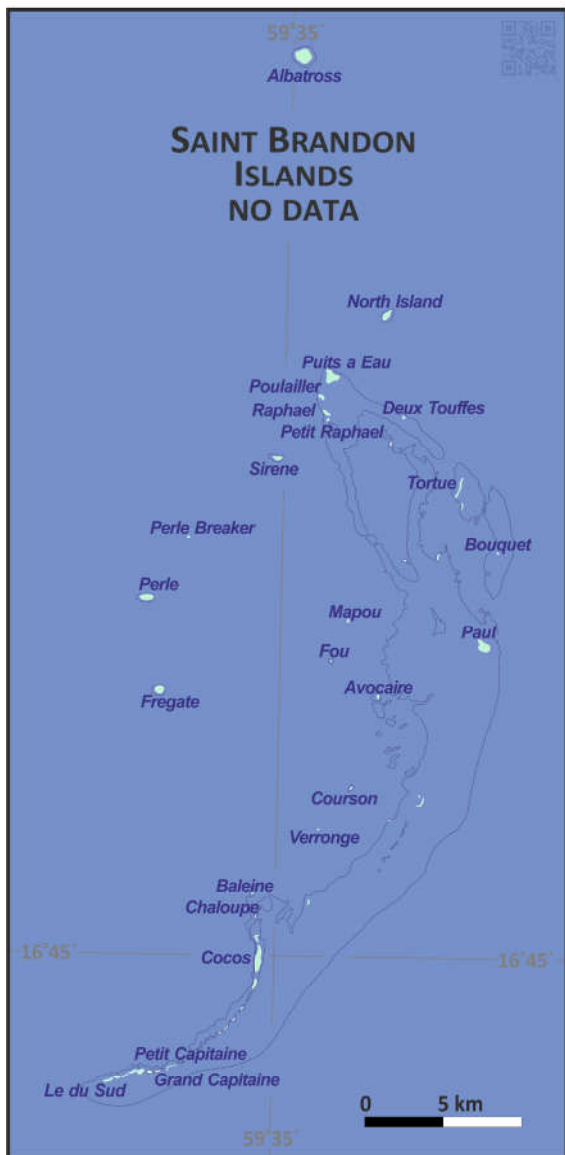 59°35'
Albatross
SAINT BRANDON
ISLANDS
NO DATA
North Island
Puits a Eau
Poulailler
Raphael
Deux Touffes
Petit Raphael
Sirene
Tortue
Perle Breaker
Bouquet
Perle
Mapou
Paul
Fou
Fregate
Avocaire
Courson
Verronge
Baleine
Chaloupe
16°45'
Cocos
16°45'
Petit Capitaine
Grand Capitaine
Le du Sud
0 5 km
59°35'